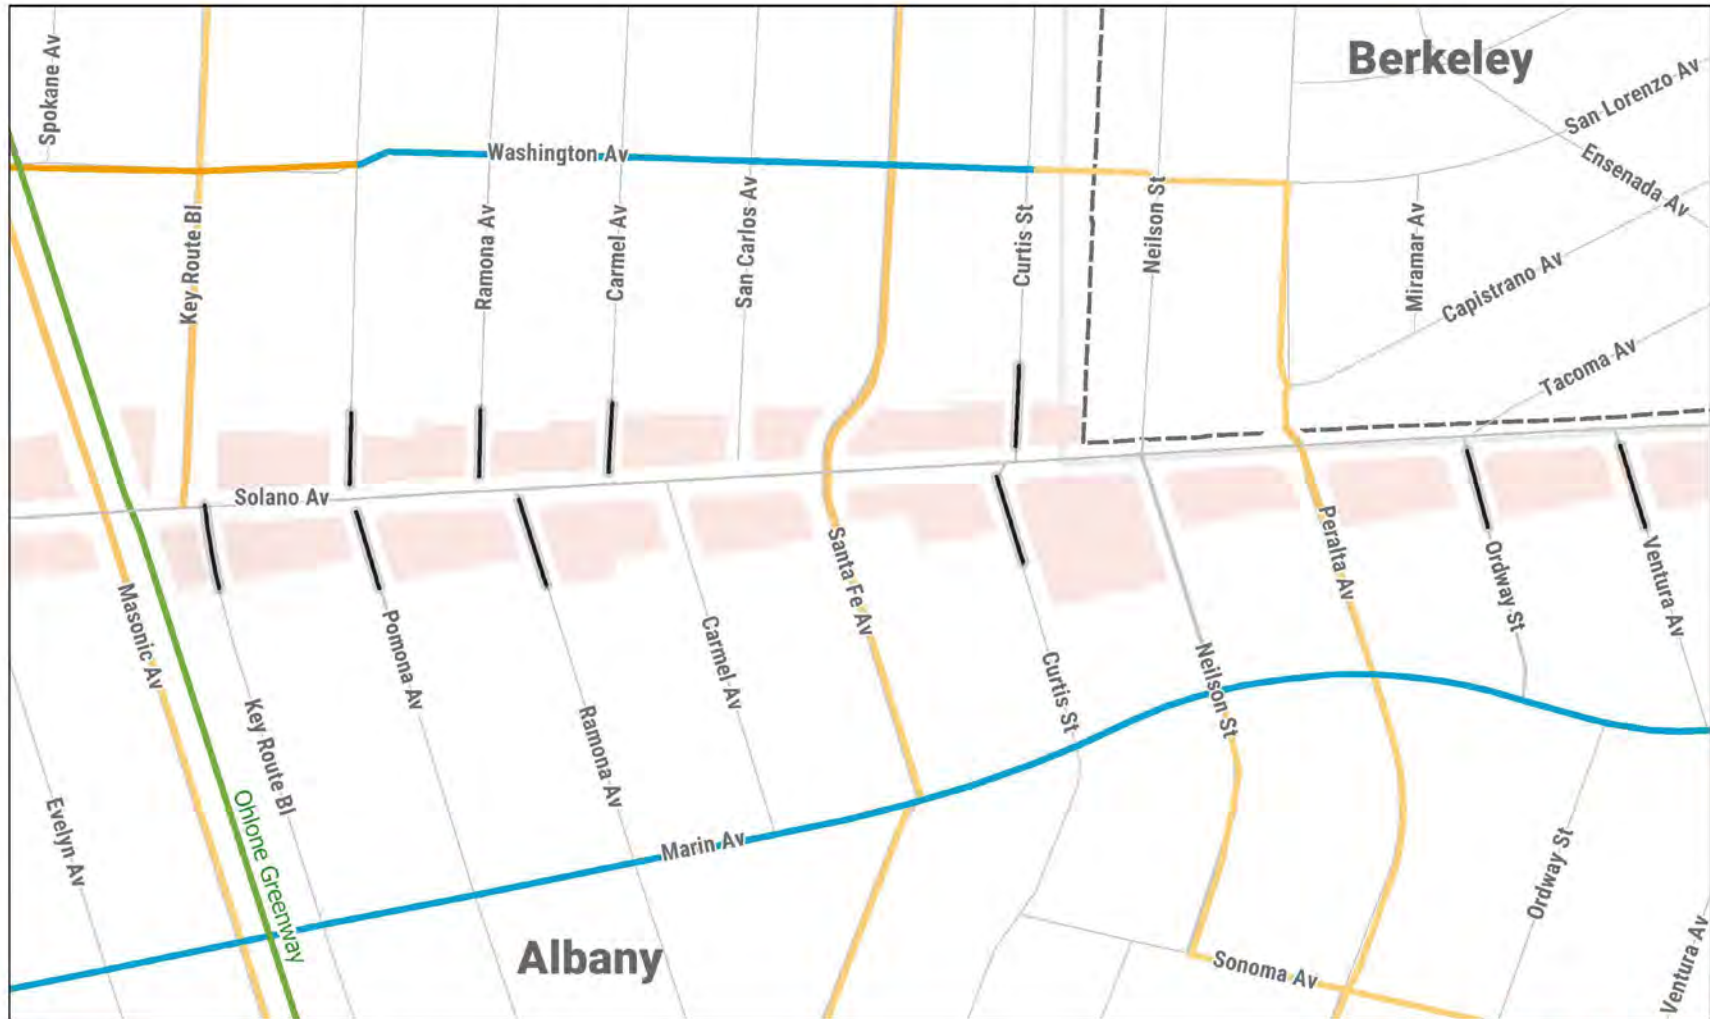 Berkeley
Spokane Av
San Lorenzo Av
Washington Av
Ensenada Av
Key Route Bl
Ramona Av
Carmel Av
San Carlos Av
Curtis St
Neilson St
Miramar Av
Capistrano Av
Tacoma Av
Solano Av
Masonic Av
Pomona Av
Santa Fe Av
Peralta Av
Ordway St
Ventura Av
Carmel Av
Curtis St
Neilson St
Key Route Bl
Ramona Av
Evelyn Av
Ohlone Greenway
Marin Av
Ordway St
Albany
Sonoma Av
Ventura Av